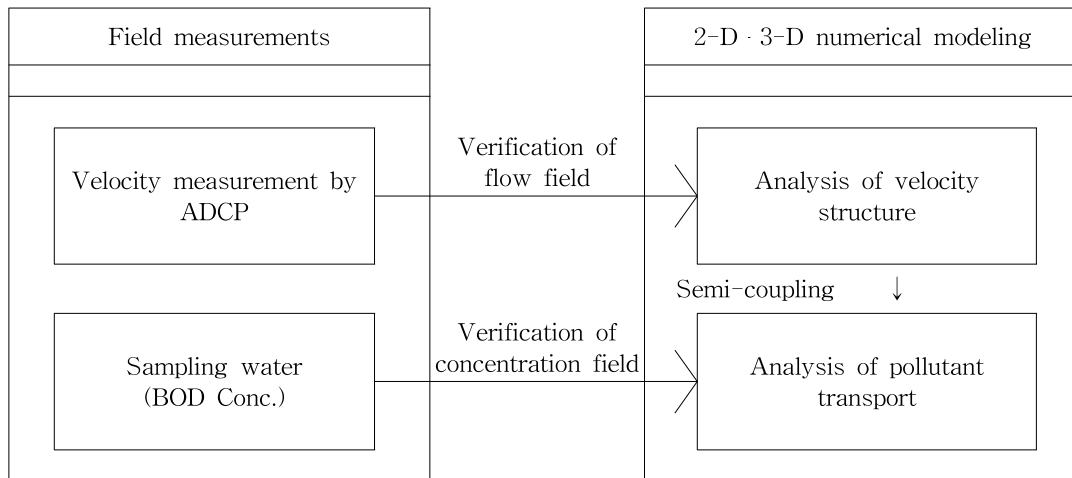 Field measurements
2-D · 3-D numerical modeling
Velocity measurement by
ADCP
Verification of
flow field
Analysis of velocity
structure
Semi-coupling ↓
Sampling water
(BOD Conc.)
Verification of
concentration field
Analysis of pollutant
transport